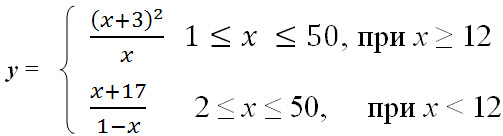 y = { (x+3)²/x 1 ≤ x ≤ 50, при x ≥ 12
(x+17)/(1−x) 2 ≤ x ≤ 50, при x < 12